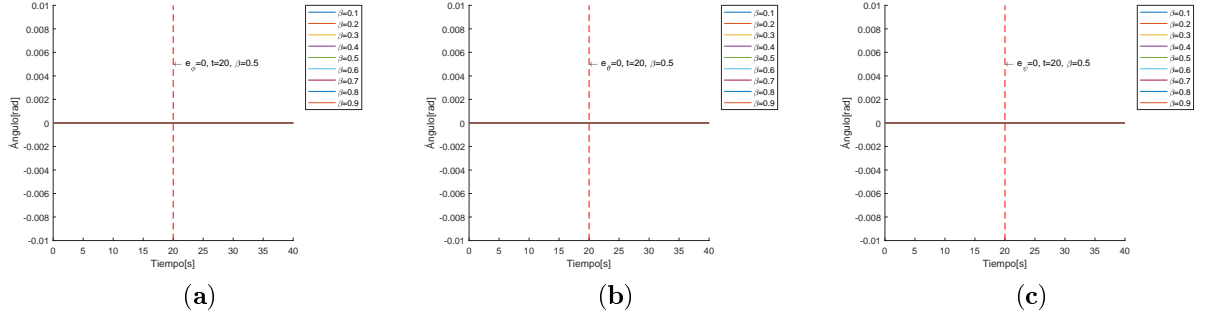 0.01
0.008
0.006
0.004
0.002
0
-0.002
-0.004
-0.006
-0.008
-0.01
Ángulo[rad]
← e_ϕ=0, t=20, β=0.5
0 5 10 15 20 25 30 35 40
Tiempo[s]
β=0.1
β=0.2
β=0.3
β=0.4
β=0.5
β=0.6
β=0.7
β=0.8
β=0.9
(a)
0.01
0.008
0.006
0.004
0.002
0
-0.002
-0.004
-0.006
-0.008
-0.01
Ángulo[rad]
← e_θ=0, t=20, β=0.5
0 5 10 15 20 25 30 35 40
Tiempo[s]
β=0.1
β=0.2
β=0.3
β=0.4
β=0.5
β=0.6
β=0.7
β=0.8
β=0.9
(b)
0.01
0.008
0.006
0.004
0.002
0
-0.002
-0.004
-0.006
-0.008
-0.01
Ángulo[rad]
← e_ψ=0, t=20, β=0.5
0 5 10 15 20 25 30 35 40
Tiempo[s]
β=0.1
β=0.2
β=0.3
β=0.4
β=0.5
β=0.6
β=0.7
β=0.8
β=0.9
(c)